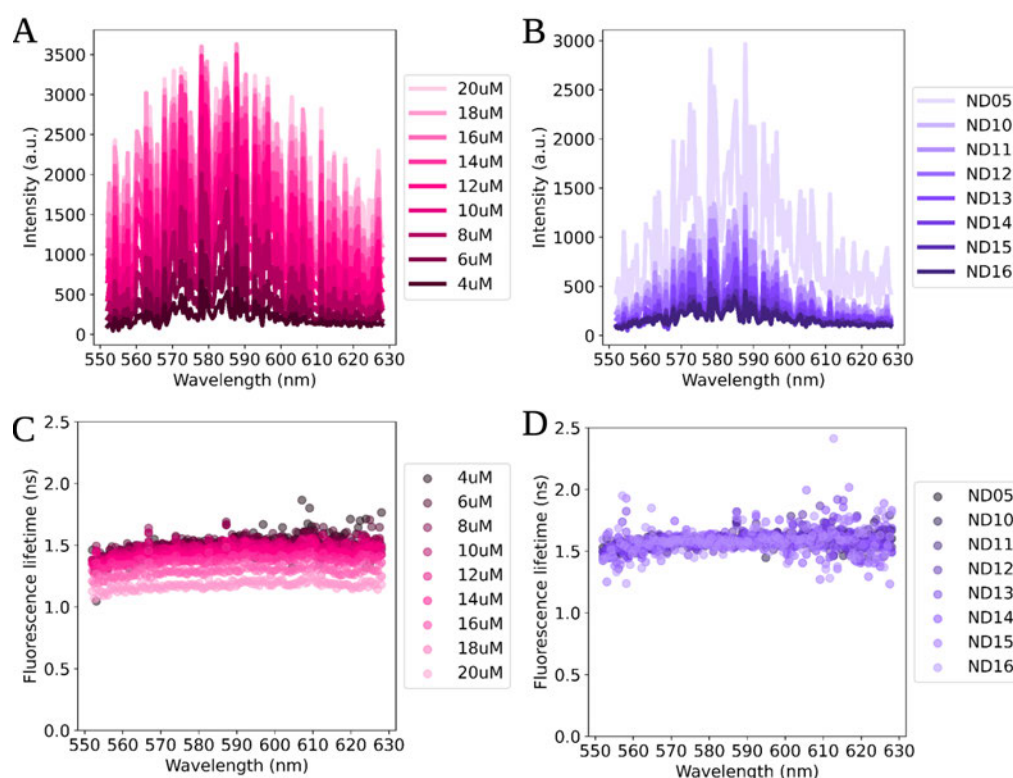 A
3500
3000
2500
2000
1500
1000
500
0
Intensity (a.u.)
550 560 570 580 590 600 610 620 630
Wavelength (nm)
20uM
18uM
16uM
14uM
12uM
10uM
8uM
6uM
4uM
B
3000
2500
2000
1500
1000
500
0
Intensity (a.u.)
550 560 570 580 590 600 610 620 630
Wavelength (nm)
ND05
ND10
ND11
ND12
ND13
ND14
ND15
ND16
C
2.5
2.0
1.5
1.0
0.5
0.0
Fluorescence lifetime (ns)
550 560 570 580 590 600 610 620 630
Wavelength (nm)
4uM
6uM
8uM
10uM
12uM
14uM
16uM
18uM
20uM
D
2.5
2.0
1.5
1.0
0.5
0.0
Fluorescence lifetime (ns)
550 560 570 580 590 600 610 620 630
Wavelength (nm)
ND05
ND10
ND11
ND12
ND13
ND14
ND15
ND16